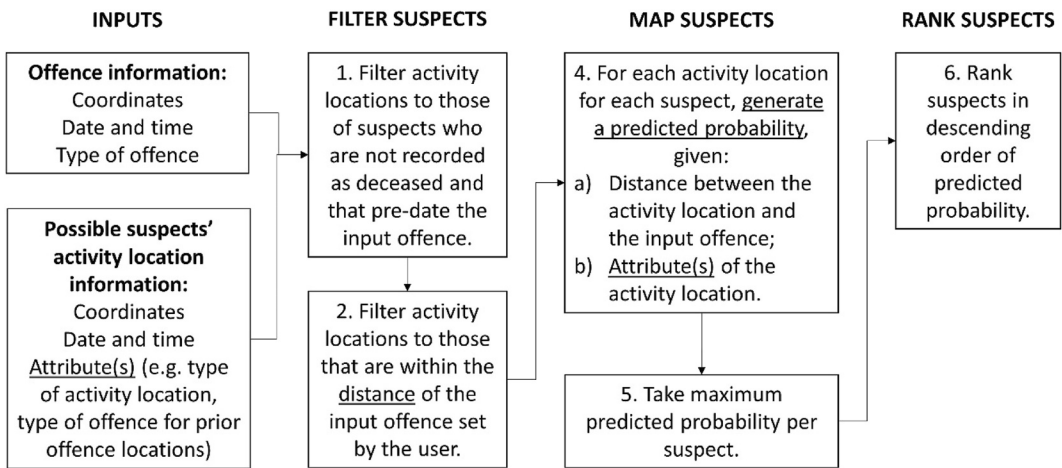 INPUTS
Offence information:
Coordinates
Date and time
Type of offence
Possible suspects’
activity location
information:
Coordinates
Date and time
Attribute(s) (e.g. type
of activity location,
type of offence for prior
offence locations)
FILTER SUSPECTS
1. Filter activity
locations to those
of suspects who
are not recorded
as deceased and
that pre-date the
input offence.
2. Filter activity
locations to those
that are within the
distance of the
input offence set
by the user.
MAP SUSPECTS
4. For each activity location
for each suspect, generate
a predicted probability,
given:
a) Distance between the
activity location and
the input offence;
b) Attribute(s) of the
activity location.
5. Take maximum
predicted probability per
suspect.
RANK SUSPECTS
6. Rank
suspects in
descending
order of
predicted
probability.